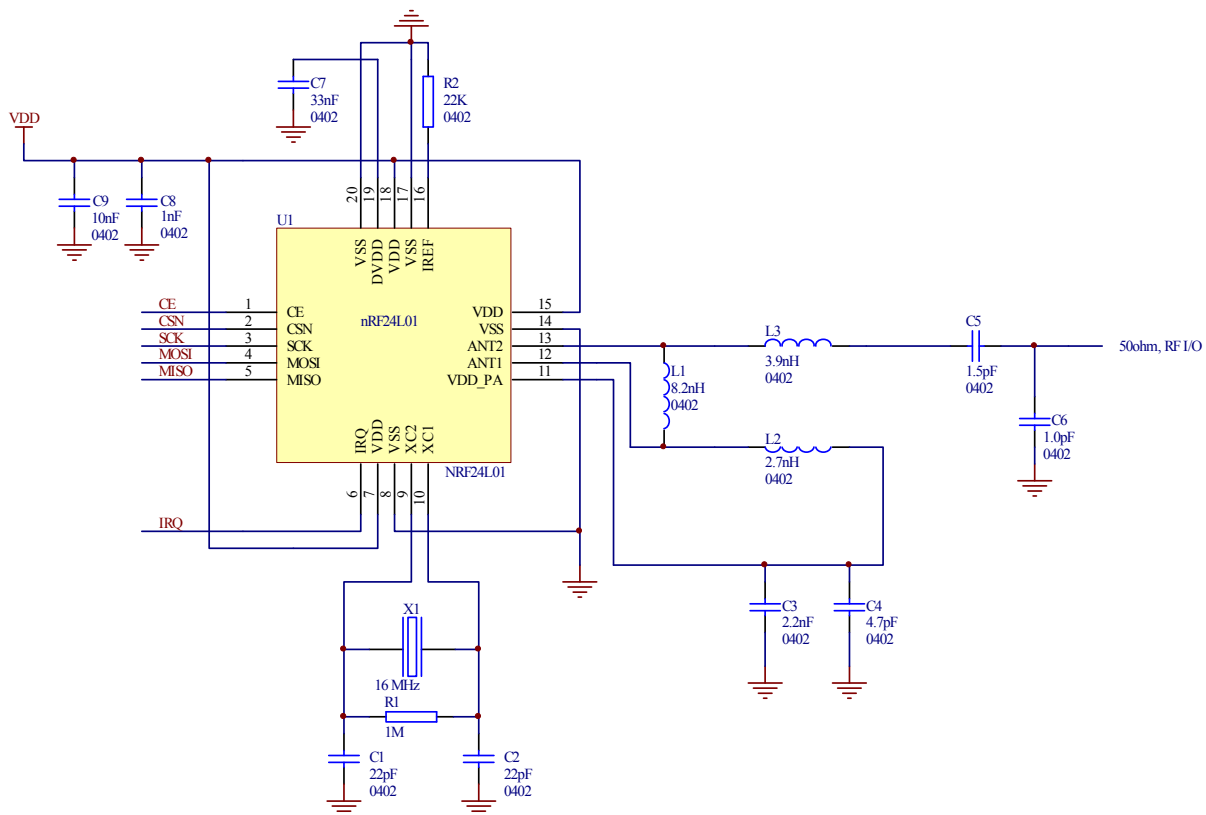 C7
33nF
0402
R2
22K
0402
VDD
C9
10nF
0402
C8
1nF
0402
20
19
18
17
16
U1
VSS
DVDD
VDD
VSS
IREF
nRF24L01
CE
1
CE
CSN
2
CSN
SCK
3
SCK
MOSI
4
MOSI
MISO
5
MISO
VDD
15
VSS
14
ANT2
13
ANT1
12
VDD_PA
11
L3
3.9nH
0402
C5
1.5pF
0402
50ohm, RF I/O
L1
8.2nH
0402
C6
1.0pF
0402
L2
2.7nH
0402
IRQ
VDD
VSS
XC2
XC1
NRF24L01
6
7
8
9
10
IRQ
C3
2.2nF
0402
C4
4.7pF
0402
X1
16 MHz
R1
1M
C1
22pF
0402
C2
22pF
0402